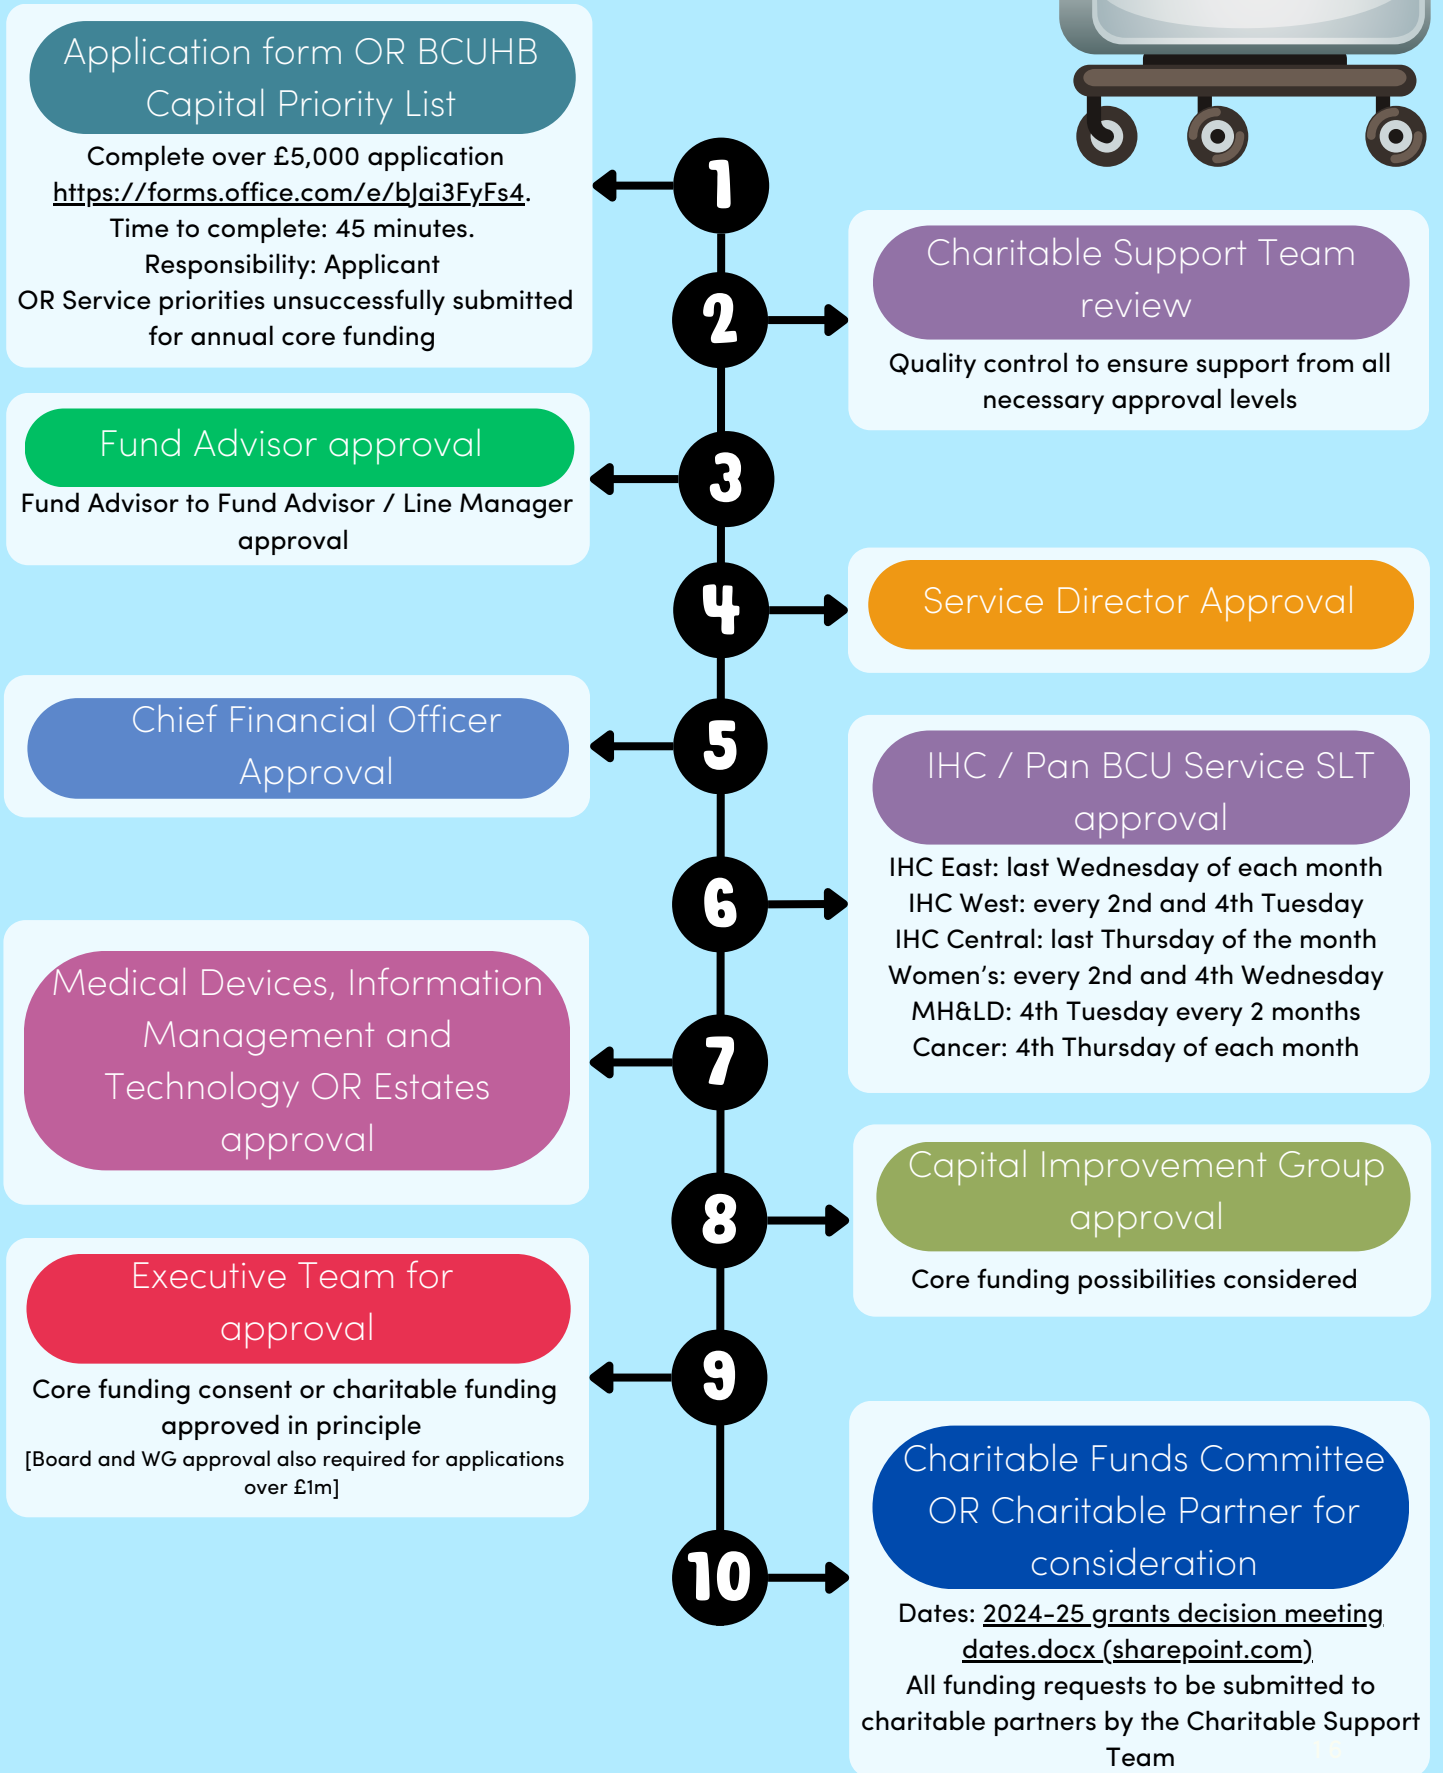 Application form OR BCUHB
Capital Priority List
Complete over £5,000 application
https://forms.office.com/e/bJai3FyFs4.
Time to complete: 45 minutes.
Responsibility: Applicant
OR Service priorities unsuccessfully submitted
for annual core funding
1
2
Charitable Support Team
review
Quality control to ensure support from all
necessary approval levels
Fund Advisor approval
Fund Advisor to Fund Advisor / Line Manager
approval
3
4
Service Director Approval
Chief Financial Officer
Approval
5
6
IHC / Pan BCU Service SLT
approval
IHC East: last Wednesday of each month
IHC West: every 2nd and 4th Tuesday
IHC Central: last Thursday of the month
Women's: every 2nd and 4th Wednesday
MH&LD: 4th Tuesday every 2 months
Cancer: 4th Thursday of each month
Medical Devices, Information
Management and
Technology OR Estates
approval
7
8
Capital Improvement Group
approval
Core funding possibilities considered
Executive Team for
approval
Core funding consent or charitable funding
approved in principle
[Board and WG approval also required for applications
over £1m]
9
10
Charitable Funds Committee
OR Charitable Partner for
consideration
Dates: 2024-25 grants decision meeting
dates.docx (sharepoint.com)
All funding requests to be submitted to
charitable partners by the Charitable Support
Team